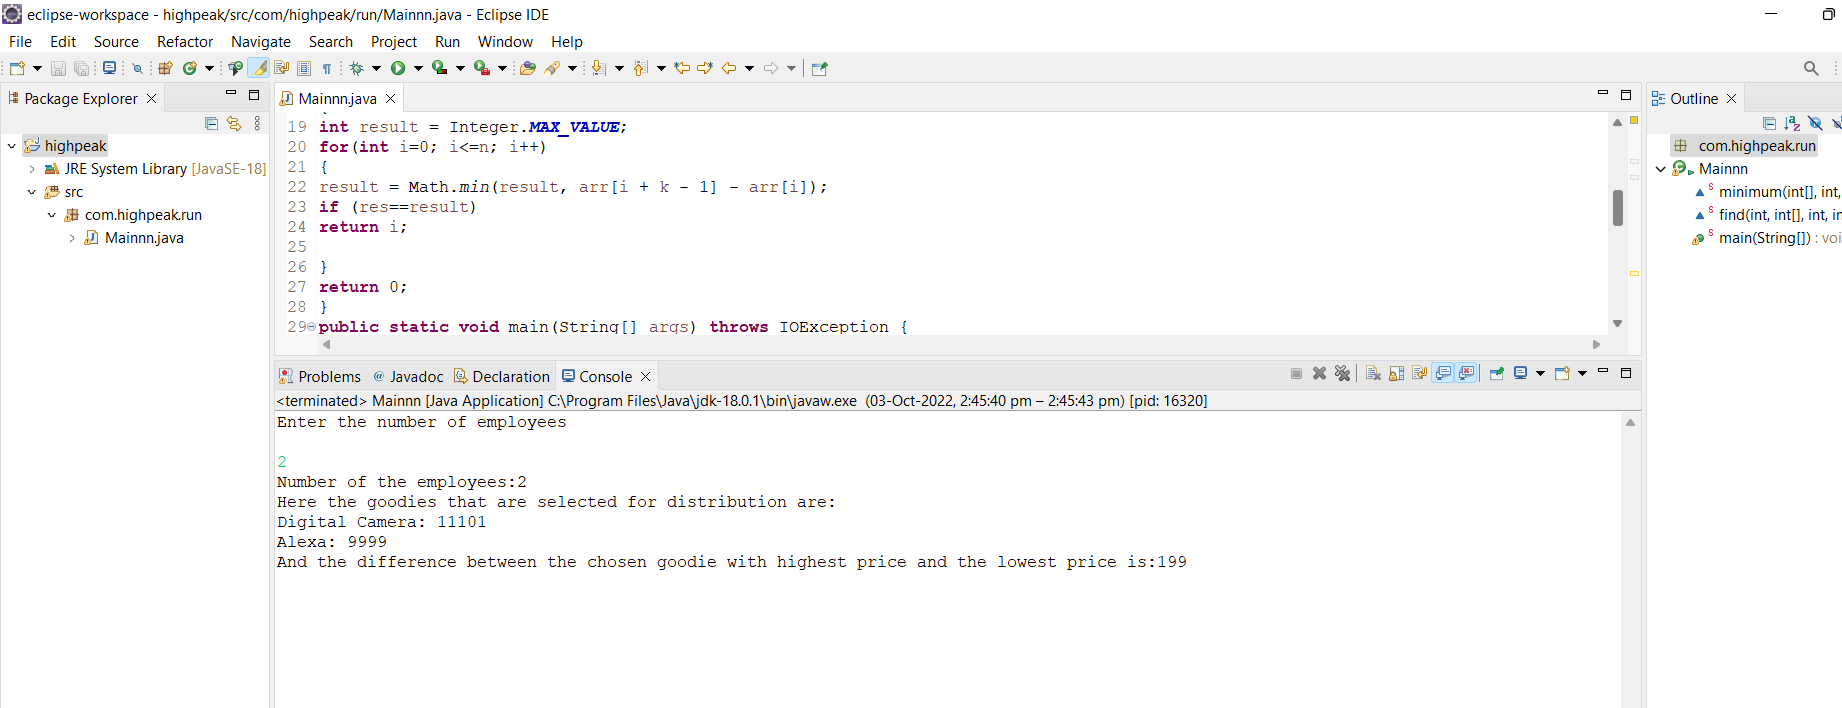 eclipse-workspace - highpeak/src/com/highpeak/run/Mainnn.java - Eclipse IDE
File Edit Source Refactor Navigate Search Project Run Window Help
Package Explorer
highpeak
JRE System Library [JavaSE-18]
src
com.highpeak.run
Mainnn.java
Mainnn.java
19 int result = Integer.MAX_VALUE;
20 for(int i=0; i<=n; i++)
21 {
22 result = Math.min(result, arr[i + k - 1] - arr[i]);
23 if (res==result)
24 return i;
25
26 }
27 return 0;
28 }
29 public static void main(String[] args) throws IOException {
Problems @ Javadoc Declaration Console
<terminated> Mainnn [Java Application] C:\Program Files\Java\jdk-18.0.1\bin\javaw.exe (03-Oct-2022, 2:45:40 pm – 2:45:43 pm) [pid: 16320]
Enter the number of employees
2
Number of the employees:2
Here the goodies that are selected for distribution are:
Digital Camera: 11101
Alexa: 9999
And the difference between the chosen goodie with highest price and the lowest price is:199
Outline
com.highpeak.run
Mainnn
minimum(int[], int,
find(int, int[], int, in
main(String[]) : voi